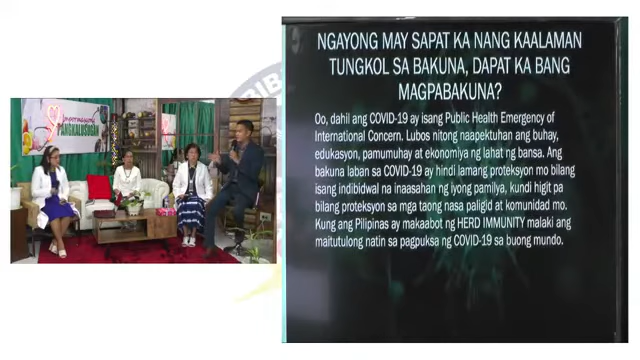 PANGKALUSUGAN
NGAYONG MAY SAPAT KA NANG KAALAMAN
TUNGKOL SA BAKUNA, DAPAT KA BANG
MAGPABAKUNA?
Oo, dahil ang COVID-19 ay isang Public Health Emergency of
International Concern. Lubos nitong naapektuhan ang buhay,
edukasyon, pamumuhay at ekonomiya ng lahat ng bansa. Ang
bakuna laban sa COVID-19 ay hindi lamang proteksyon mo bilang
isang indibidwal na inaasahan ng iyong pamilya, kundi higit pa
bilang proteksyon sa mga taong nasa paligid at komunidad mo.
Kung ang Pilipinas ay makaabot ng HERD IMMUNITY malaki ang
maitutulong natin sa pagpuksa ng COVID-19 sa buong mundo.